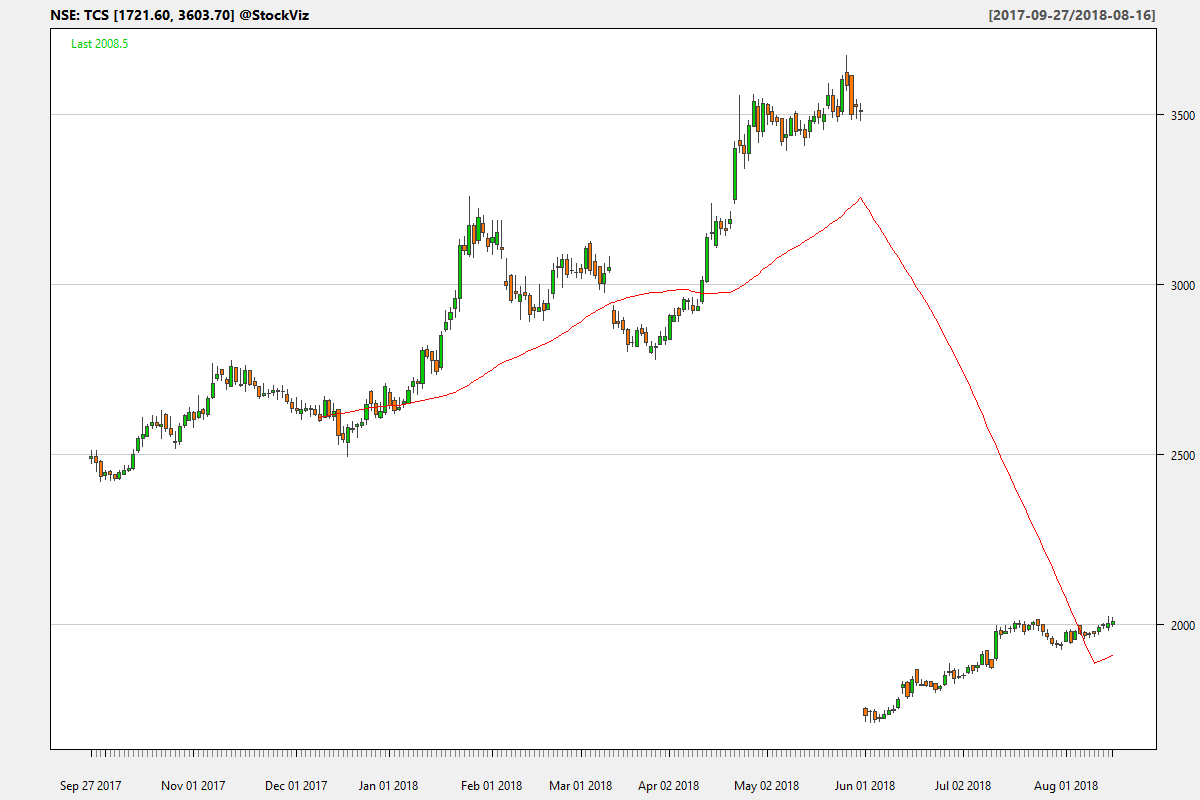 NSE: TCS [1721.60, 3603.70] @StockViz [2017-09-27/2018-08-16]
Last 2008.5
3500
3000
2500
2000
Sep 27 2017 Nov 01 2017 Dec 01 2017 Jan 01 2018 Feb 01 2018 Mar 01 2018 Apr 02 2018 May 02 2018 Jun 01 2018 Jul 02 2018 Aug 01 2018